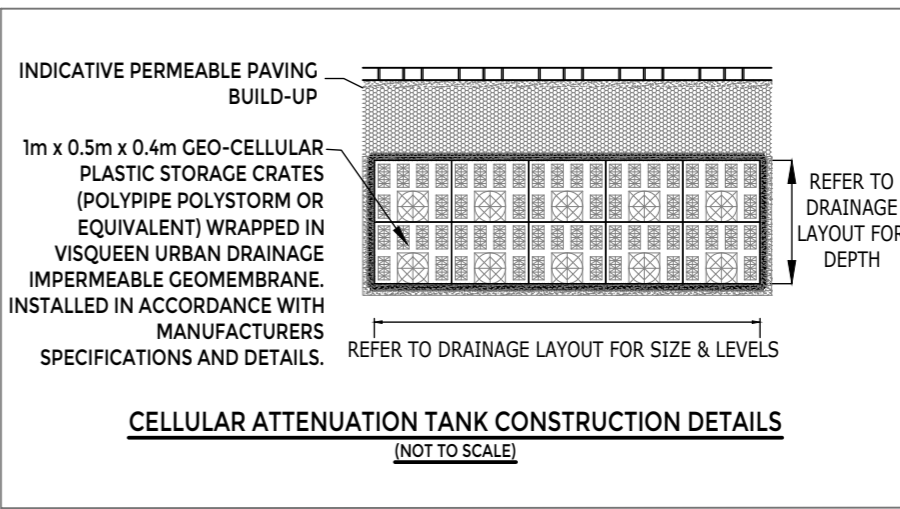 INDICATIVE PERMEABLE PAVING
BUILD-UP
1m x 0.5m x 0.4m GEO-CELLULAR
PLASTIC STORAGE CRATES
(POLYPIPE POLYSTORM OR
EQUIVALENT) WRAPPED IN
VISQUEEN URBAN DRAINAGE
IMPERMEABLE GEOMEMBRANE.
INSTALLED IN ACCORDANCE WITH
MANUFACTURERS
SPECIFICATIONS AND DETAILS.
REFER TO
DRAINAGE
LAYOUT FOR
DEPTH
REFER TO DRAINAGE LAYOUT FOR SIZE & LEVELS
CELLULAR ATTENUATION TANK CONSTRUCTION DETAILS
(NOT TO SCALE)